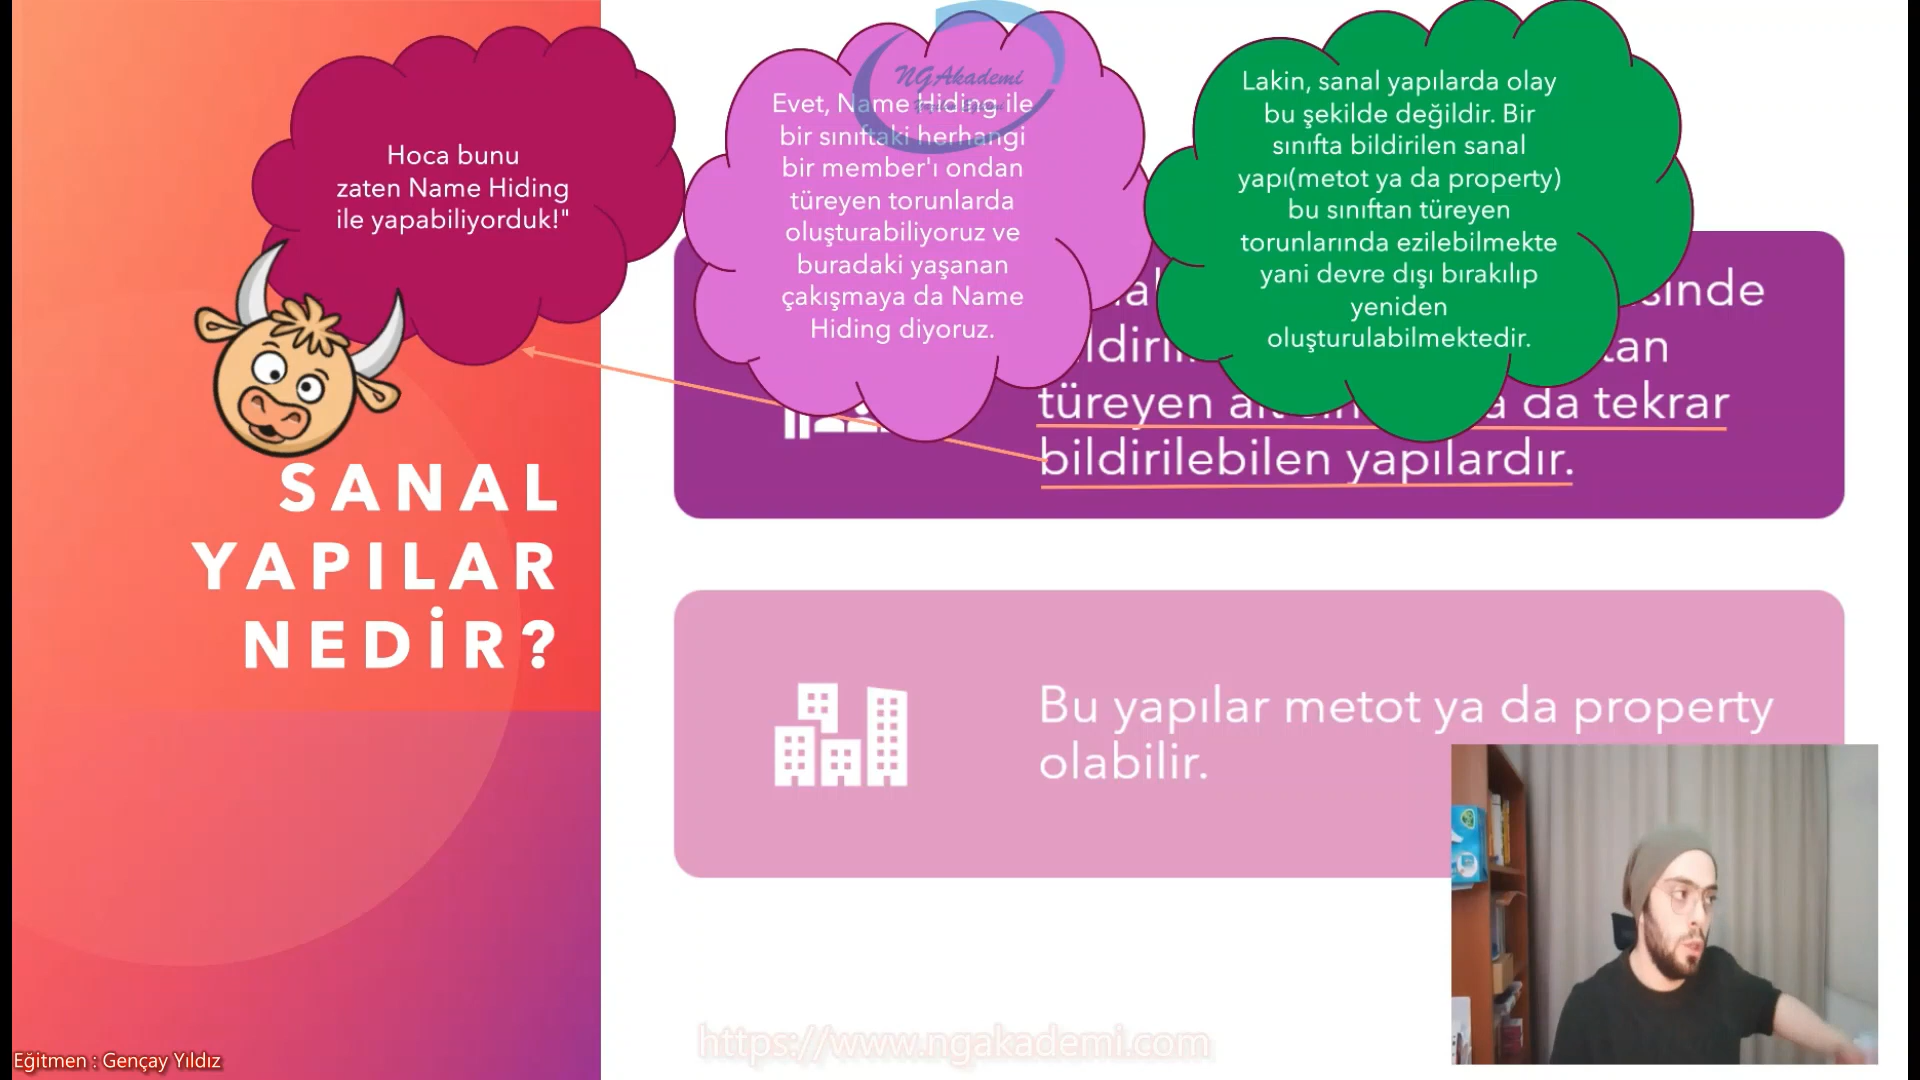 Hoca bunu
zaten Name Hiding
ile yapabiliyorduk!"
NGAkademi
Evet, Name Hiding ile
bir sınıftaki herhangi
bir member'ı ondan
türeyen torunlarda
oluşturabiliyoruz ve
buradaki yaşanan
çakışmaya da Name
Hiding diyoruz.
Lakin, sanal yapılarda olay
bu şekilde değildir. Bir
sınıfta bildirilen sanal
yapı(metot ya da property)
bu sınıftan türeyen
torunlarında ezilebilmekte
yani devre dışı bırakılıp
yeniden
oluşturulabilmektedir.
türeyen da tekrar
bildirilebilen yapılardır.
SANAL
YAPILAR
NEDİR?
Bu yapılar metot ya da property
olabilir.
https://www.ngakademi.com
Eğitmen : Gençay Yıldız